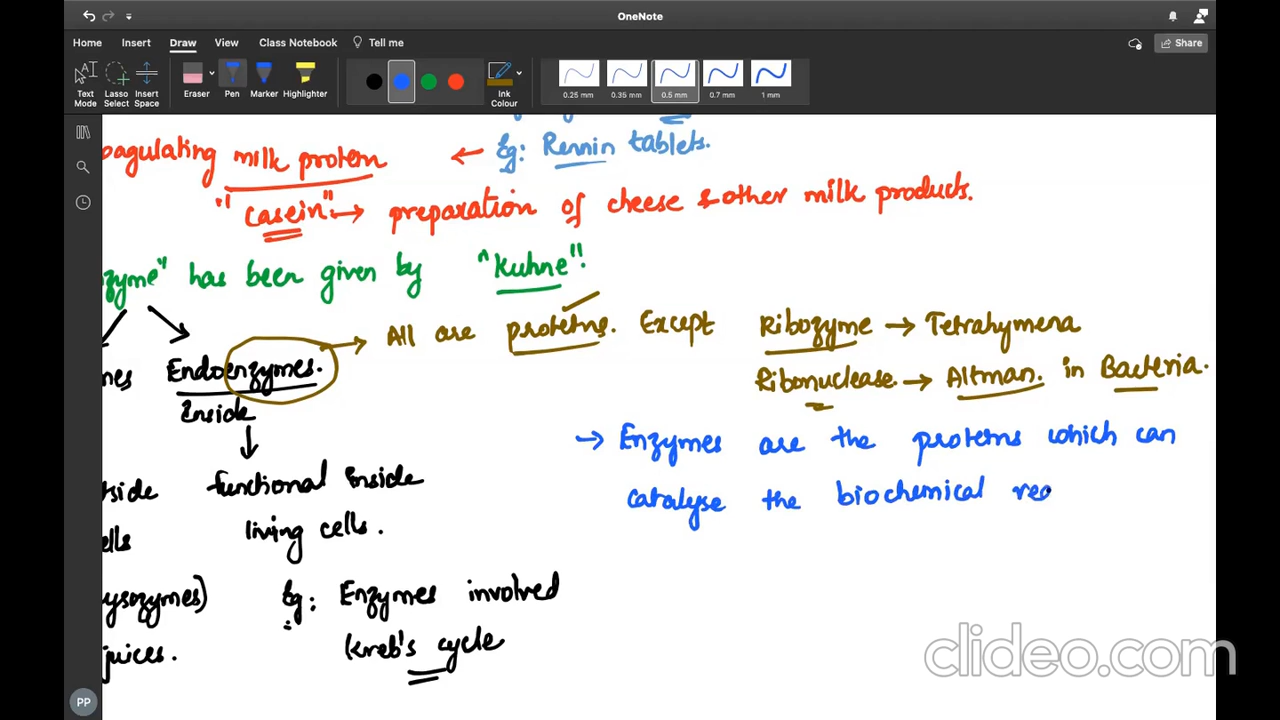 OneNote
Home Insert Draw View Class Notebook Tell me
Share
Text Mode
Lasso Select
Insert Space
Eraser
Pen
Marker
Highlighter
Ink Colour
0.25 mm
0.35 mm
0.5 mm
0.7 mm
1 mm
oagulating milk protein ← Eg: Rennin tablets.
"casein" → preparation of cheese & other milk products.
zyme" has been given by "Kuhne".
Endoenzymes. → All are proteins. Except Ribozyme → Tetrahymena
mes
Ribonuclease → Altman. in Bacteria.
Inside
→ Enzymes are the proteins which can
catalyse the biochemical rea
tside functional inside
ells living cells.
ysozymes) Eg: Enzymes involved
juices. Kreb's cycle
PP
clideo.com